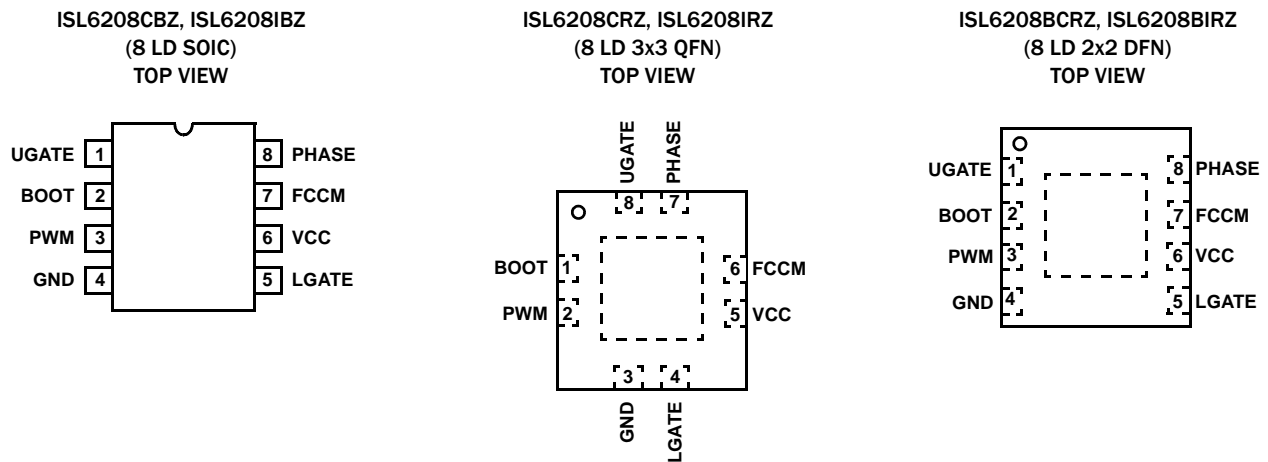 ISL6208CBZ, ISL6208IBZ
(8 LD SOIC)
TOP VIEW
UGATE 1
BOOT 2
PWM 3
GND 4
8 PHASE
7 FCCM
6 VCC
5 LGATE
ISL6208CRZ, ISL6208IRZ
(8 LD 3x3 QFN)
TOP VIEW
UGATE
PHASE
8
7
BOOT 1
PWM 2
6 FCCM
5 VCC
3
4
GND
LGATE
ISL6208BCRZ, ISL6208BIRZ
(8 LD 2x2 DFN)
TOP VIEW
UGATE 1
BOOT 2
PWM 3
GND 4
8 PHASE
7 FCCM
6 VCC
5 LGATE